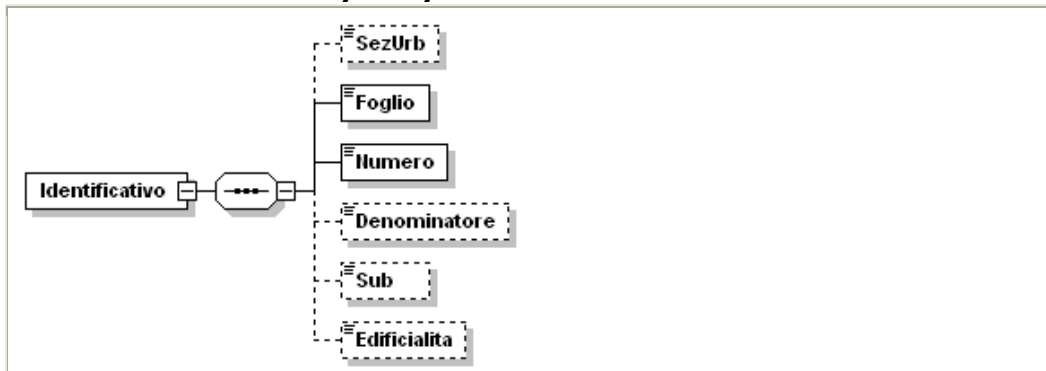 SezUrb
Foglio
Numero
Identificativo
Denominatore
Sub
Edificialita